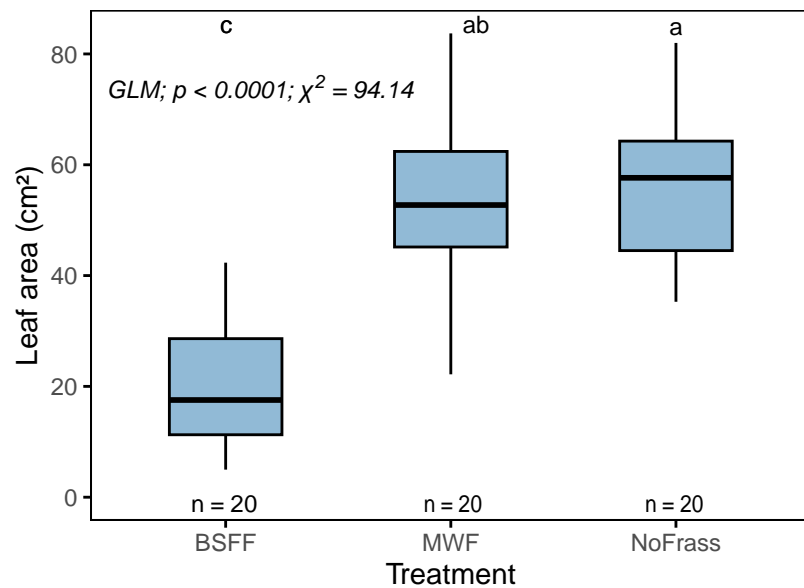 c ab a
80
GLM; p < 0.0001; χ² = 94.14
60
40
20
0
Leaf area (cm²)
n = 20 n = 20 n = 20
BSFF MWF NoFrass
Treatment